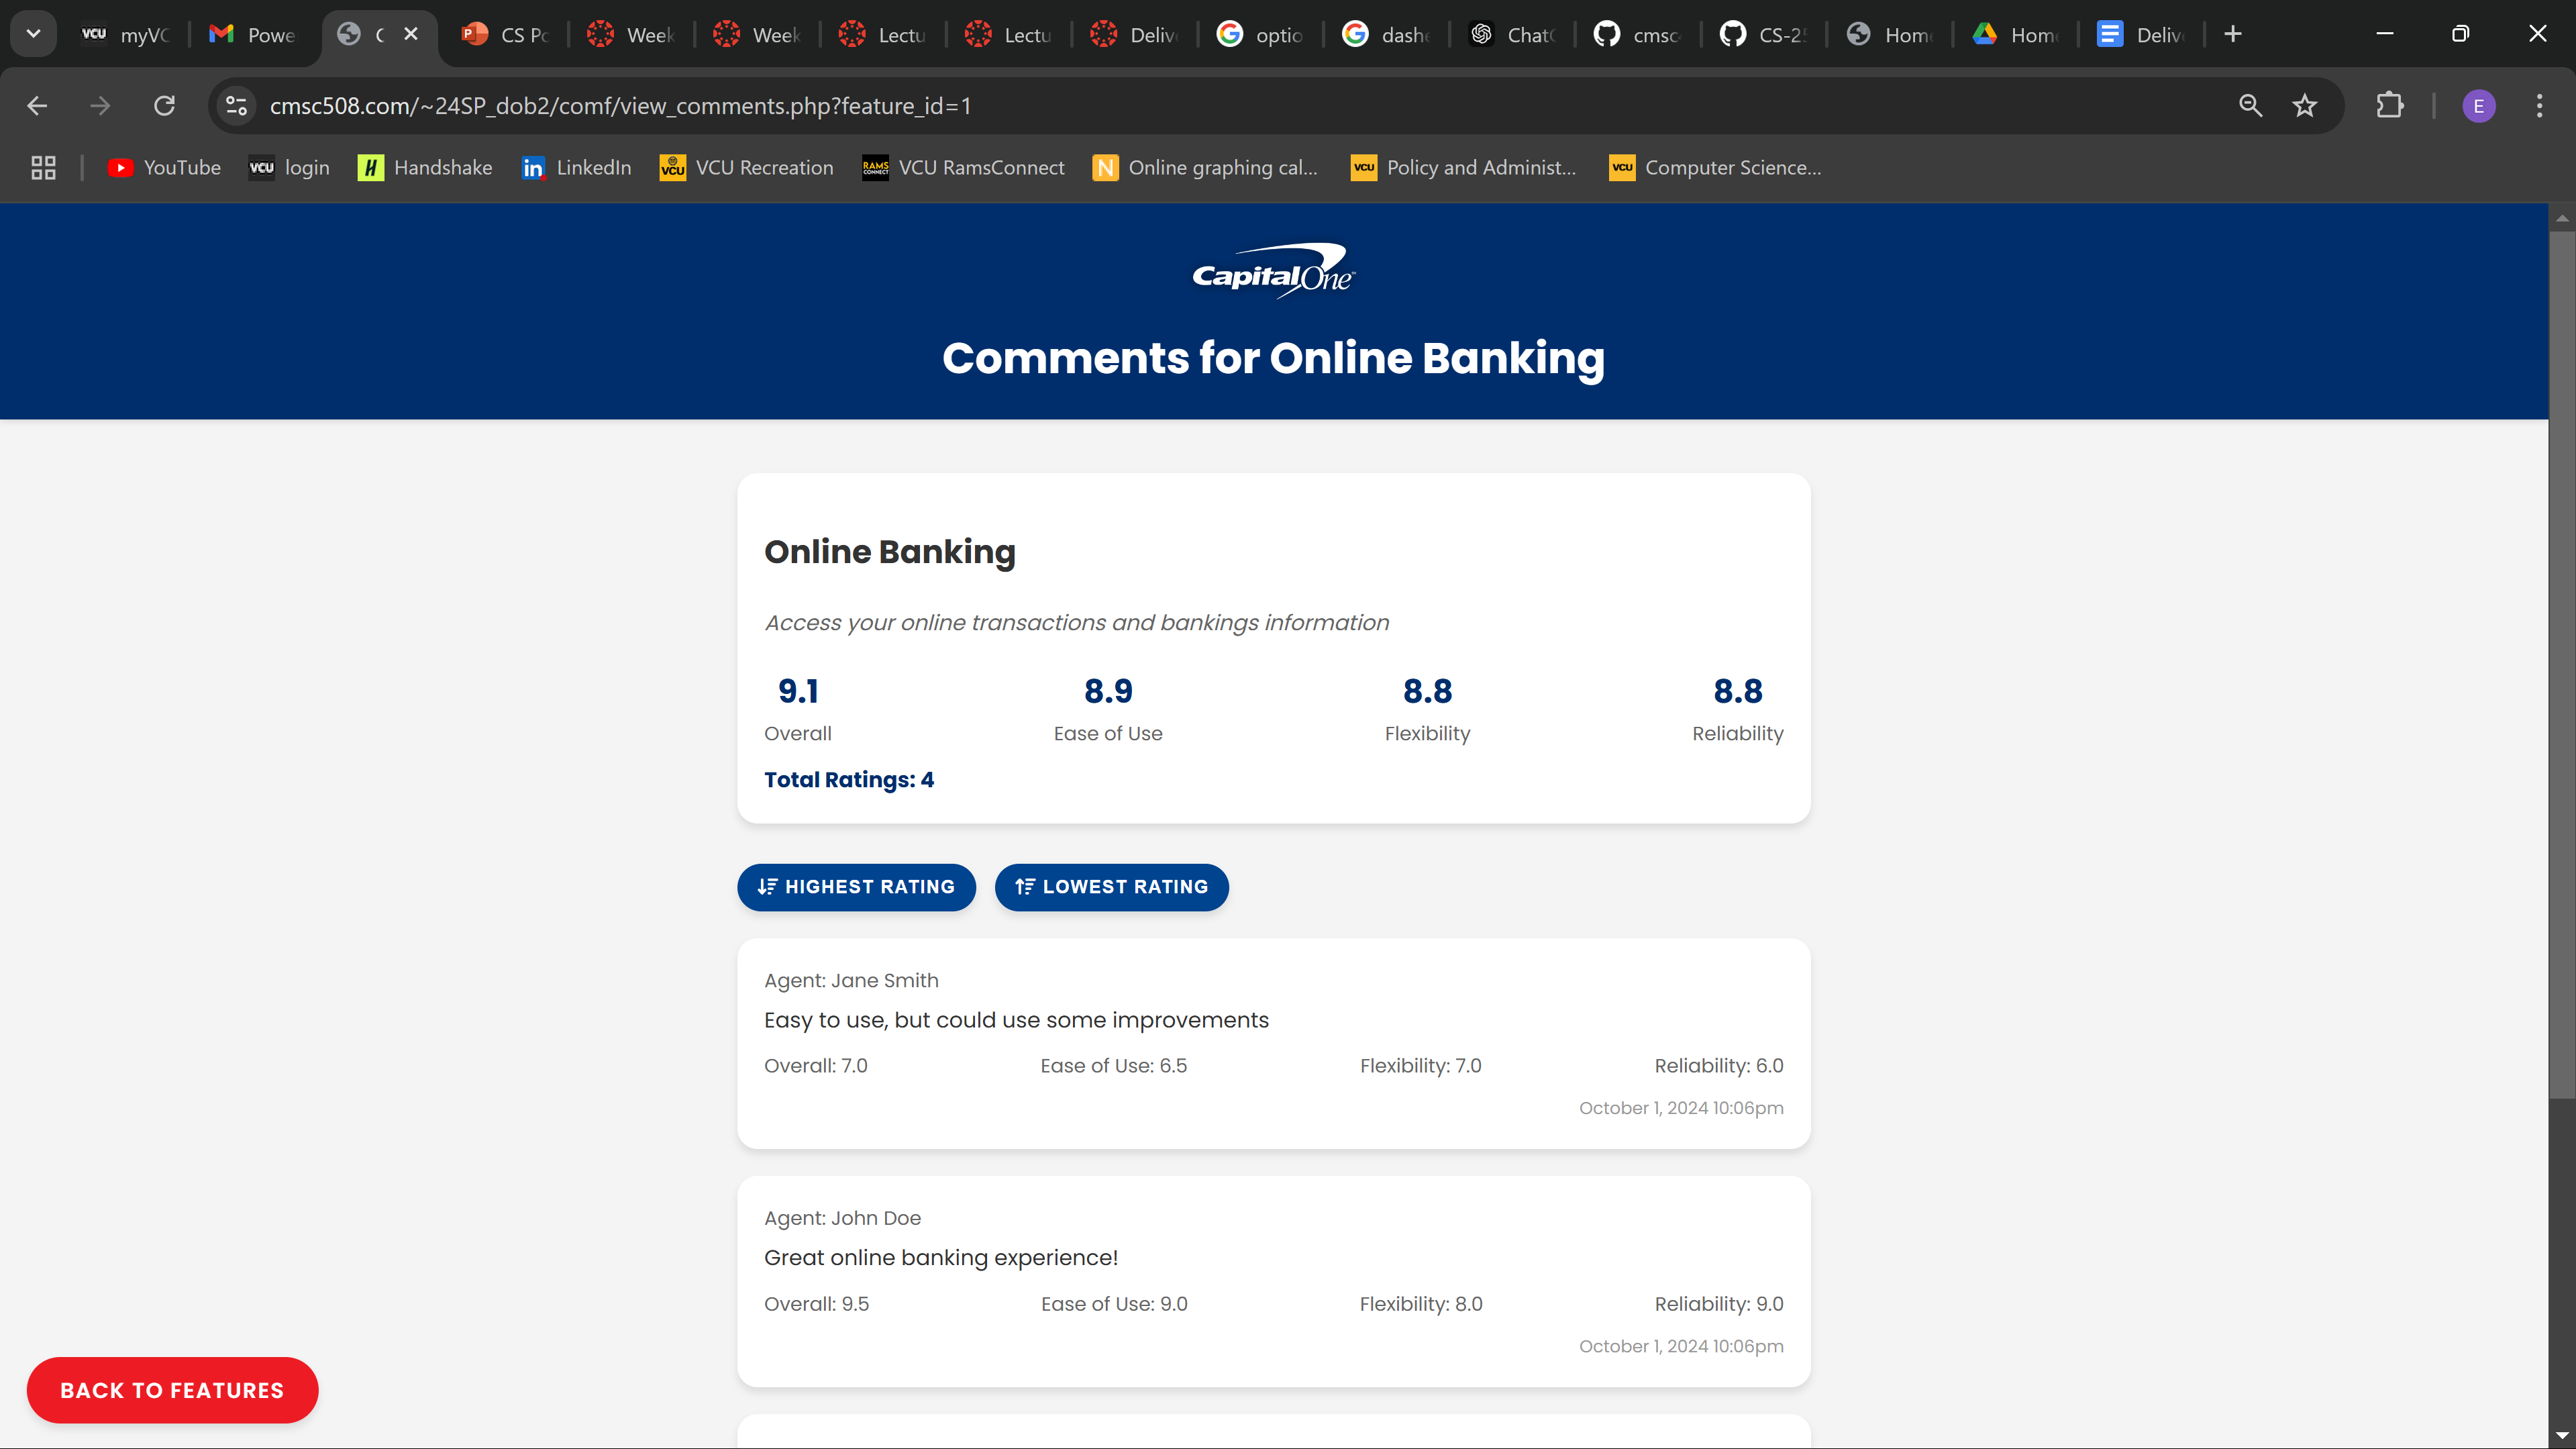 myVC
Powe
CS Po
Week
Week
Lectu
Lectu
Deliv
optio
dashe
ChatG
cmsc
CS-25
Home
Home
Deliv
cmsc508.com/~24SP_dob2/comf/view_comments.php?feature_id=1
E
YouTube
login
Handshake
LinkedIn
VCU Recreation
VCU RamsConnect
Online graphing cal...
Policy and Administ...
Computer Science...
CapitalOne
Comments for Online Banking
Online Banking
Access your online transactions and bankings information
9.1 8.9 8.8 8.8
Overall Ease of Use Flexibility Reliability
Total Ratings: 4
HIGHEST RATING LOWEST RATING
Agent: Jane Smith
Easy to use, but could use some improvements
Overall: 7.0 Ease of Use: 6.5 Flexibility: 7.0 Reliability: 6.0
October 1, 2024 10:06pm
Agent: John Doe
Great online banking experience!
Overall: 9.5 Ease of Use: 9.0 Flexibility: 8.0 Reliability: 9.0
October 1, 2024 10:06pm
BACK TO FEATURES